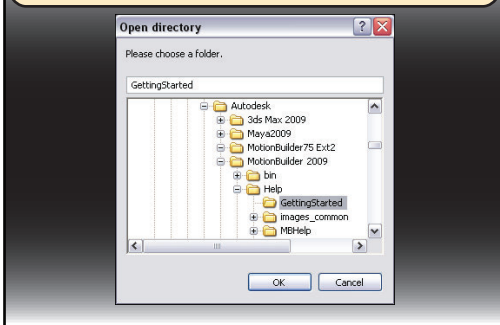 Open directory
Please choose a folder.
GettingStarted
Autodesk
3ds Max 2009
Maya2009
MotionBuilder75 Ext2
MotionBuilder 2009
bin
Help
GettingStarted
images_common
MBHelp
OK Cancel